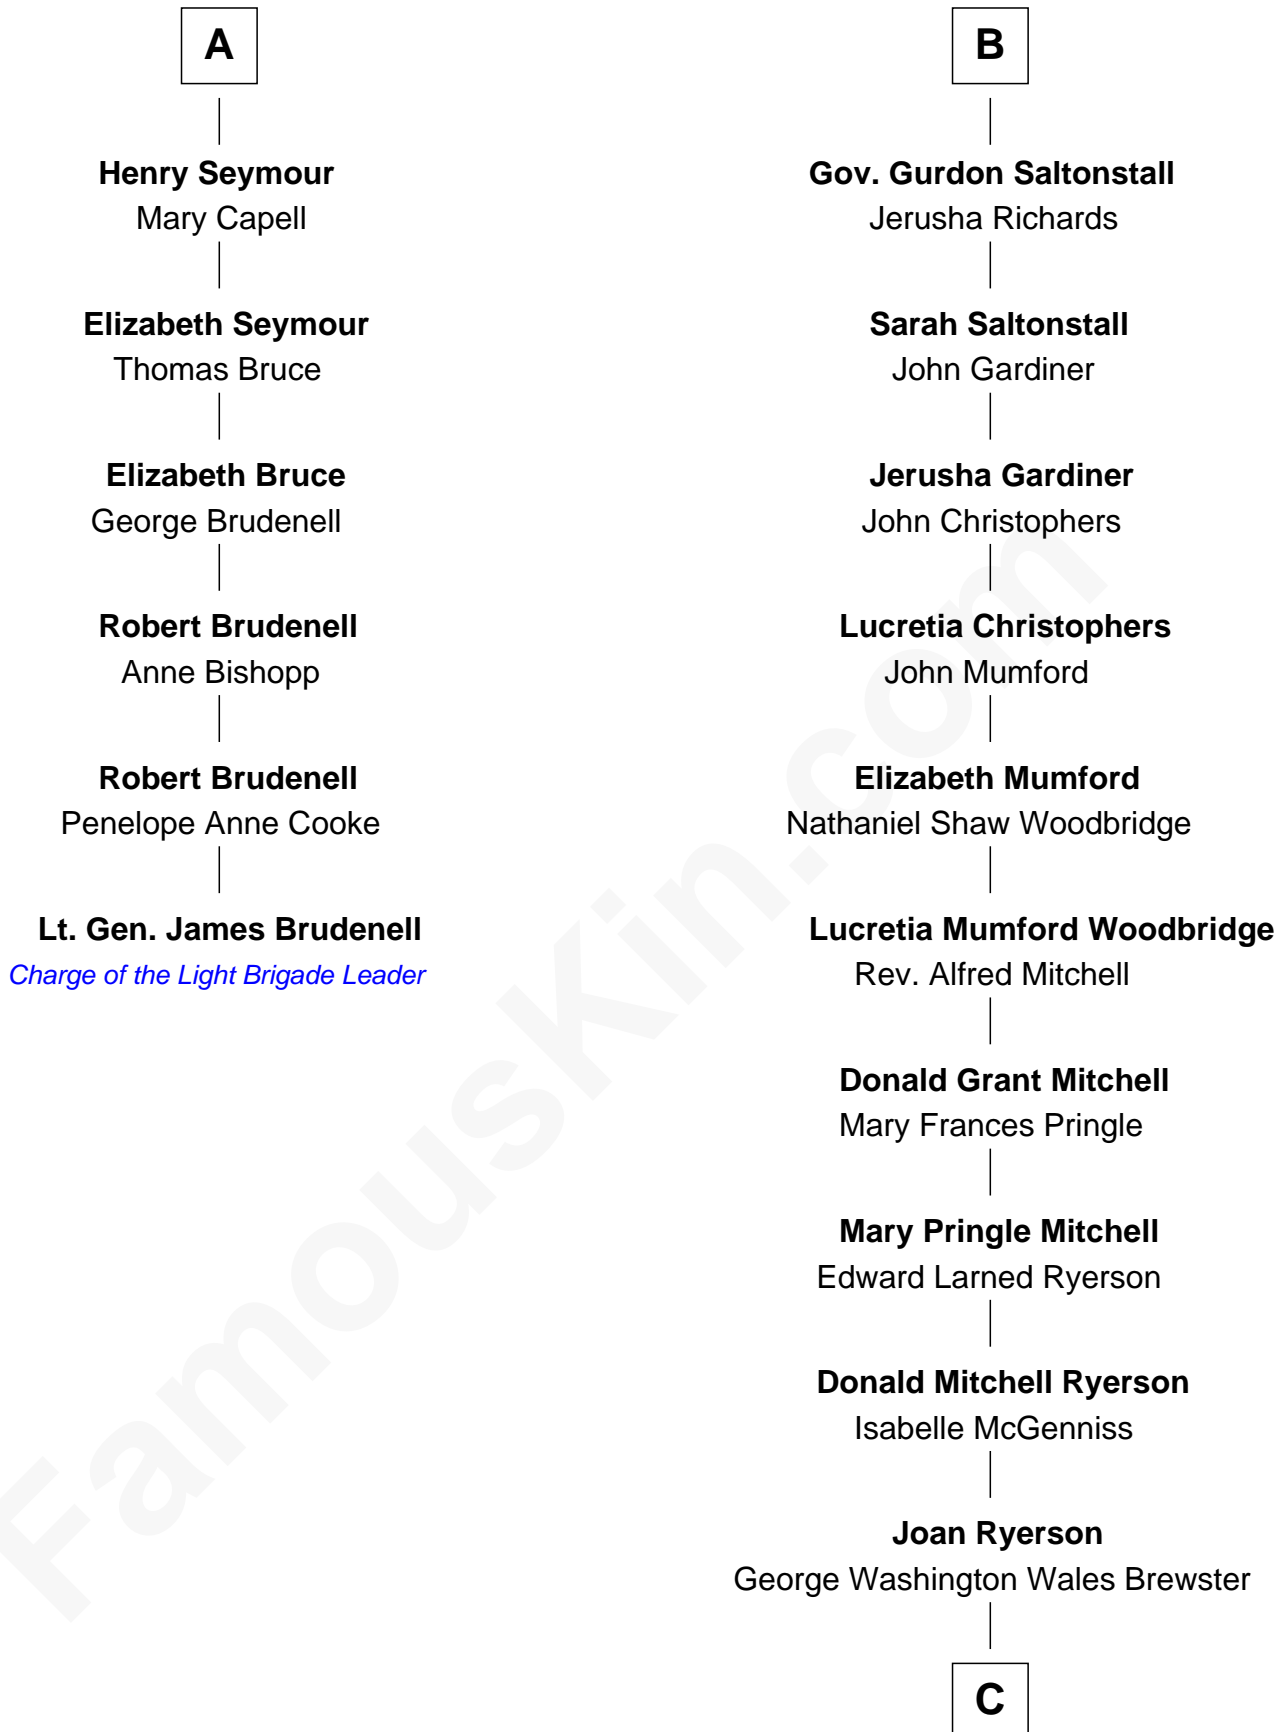 A
Henry Seymour
Mary Capell
Elizabeth Seymour
Thomas Bruce
Elizabeth Bruce
George Brudenell
Robert Brudenell
Anne Bishopp
Robert Brudenell
Penelope Anne Cooke
Lt. Gen. James Brudenell
Charge of the Light Brigade Leader
B
Gov. Gurdon Saltonstall
Jerusha Richards
Sarah Saltonstall
John Gardiner
Jerusha Gardiner
John Christophers
Lucretia Christophers
John Mumford
Elizabeth Mumford
Nathaniel Shaw Woodbridge
Lucretia Mumford Woodbridge
Rev. Alfred Mitchell
Donald Grant Mitchell
Mary Frances Pringle
Mary Pringle Mitchell
Edward Larned Ryerson
Donald Mitchell Ryerson
Isabelle McGenniss
Joan Ryerson
George Washington Wales Brewster
C
FamousKin.com